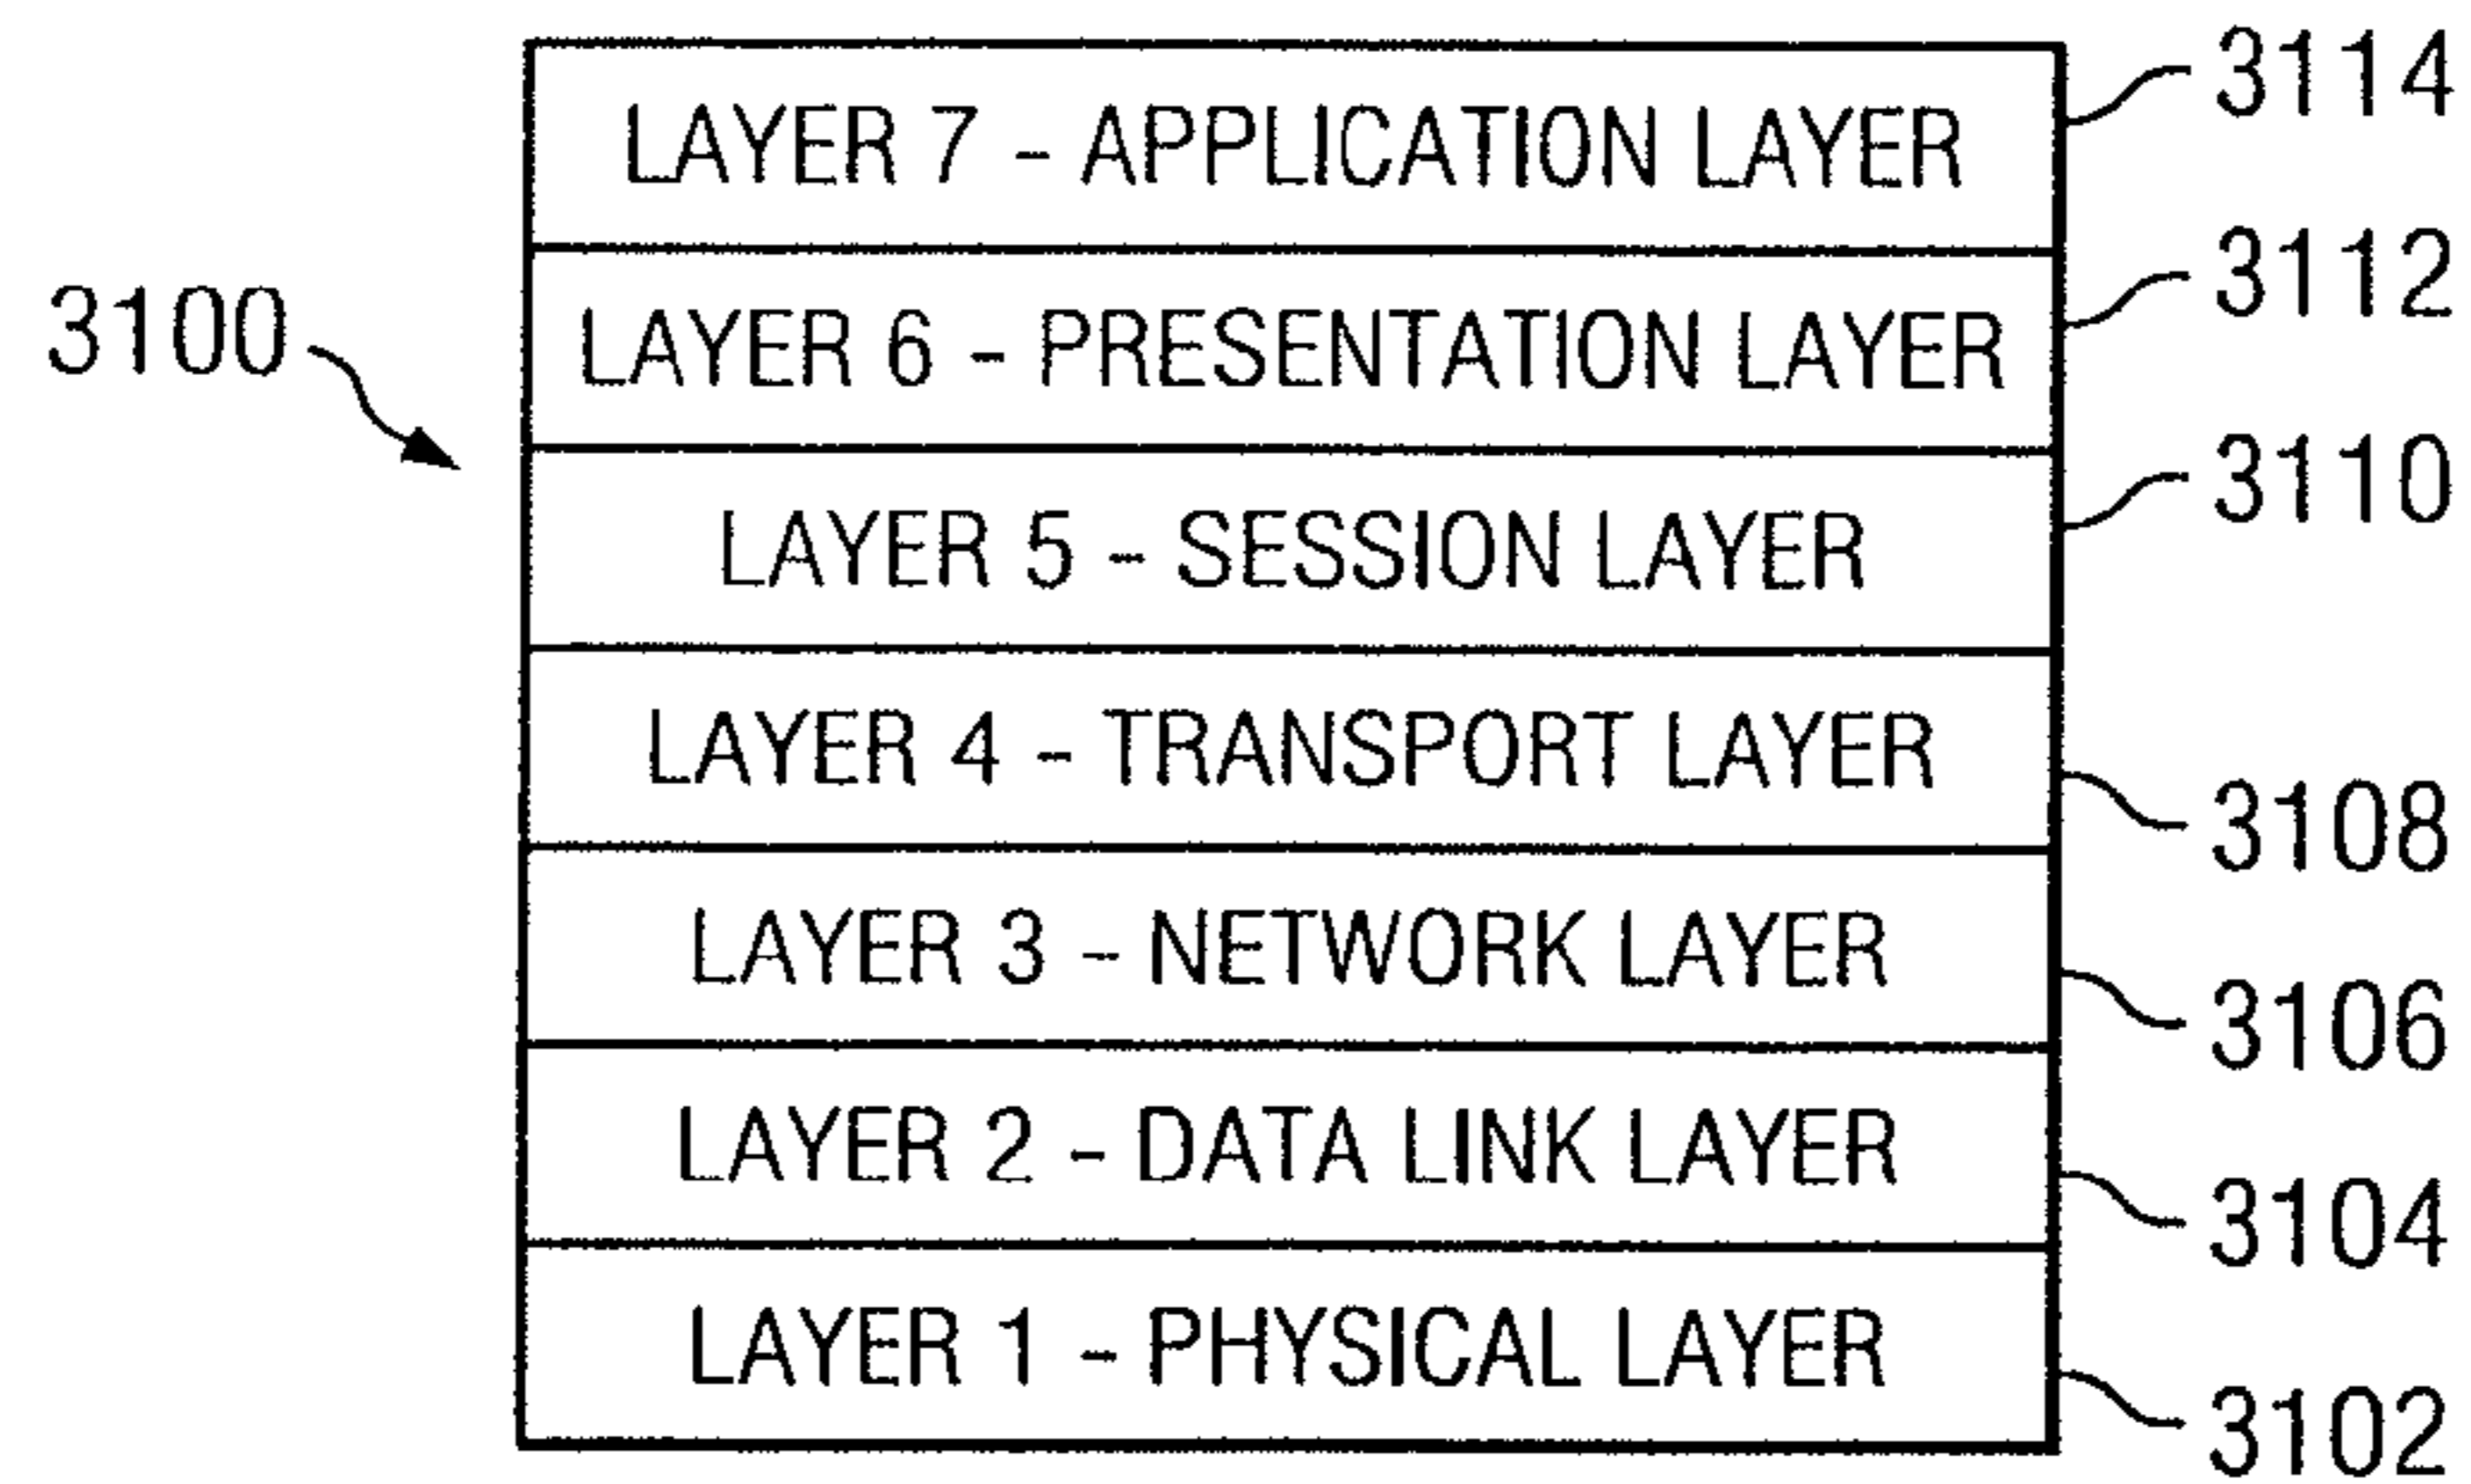 3114
LAYER 7 - APPLICATION LAYER
3112
LAYER 6 - PRESENTATION LAYER
3100
3110
LAYER 5 - SESSION LAYER
LAYER 4 - TRANSPORT LAYER
3108
LAYER 3 - NETWORK LAYER
3106
LAYER 2 - DATA LINK LAYER
3104
LAYER 1 - PHYSICAL LAYER
3102